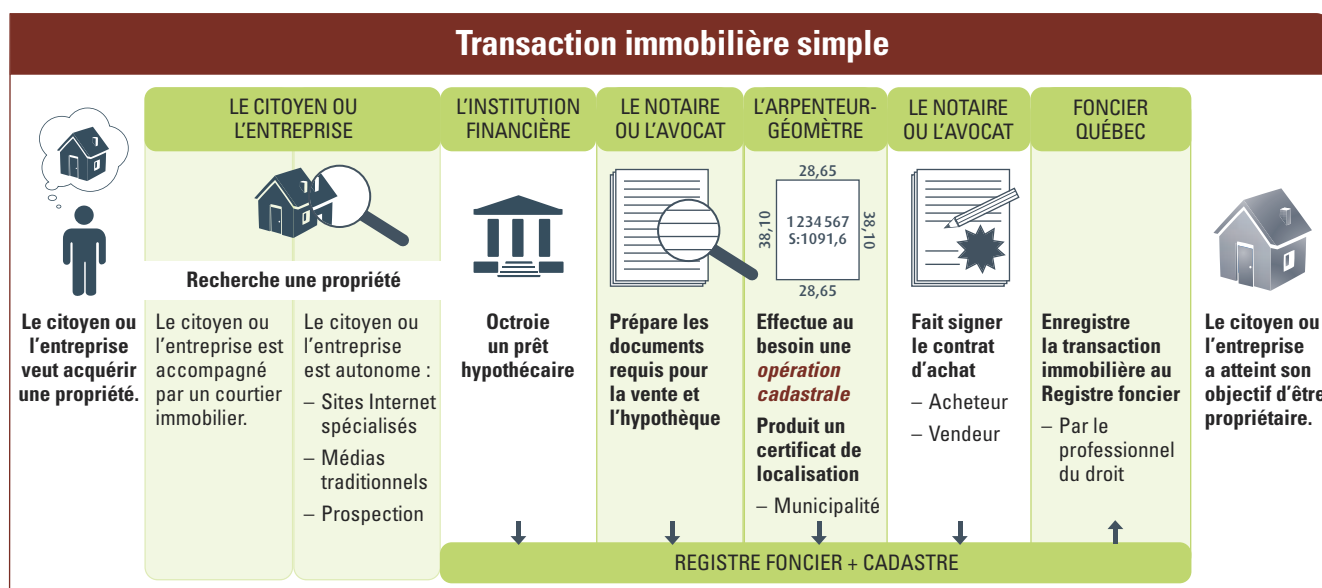 Transaction immobilière simple
Le citoyen ou
l'entreprise
veut acquérir
une propriété.
LE CITOYEN OU
L'ENTREPRISE
Recherche une propriété
Le citoyen ou
l'entreprise est
accompagné
par un courtier
immobilier.
Le citoyen ou
l'entreprise
est autonome :
– Sites Internet
spécialisés
– Médias
traditionnels
– Prospection
L'INSTITUTION
FINANCIÈRE
Octroie
un prêt
hypothécaire
LE NOTAIRE
OU L'AVOCAT
Prépare les
documents
requis pour
la vente et
l'hypothèque
L'ARPENTEUR-
GÉOMÈTRE
28,65
38,10
1 234 567
S:1091,6
38,10
28,65
Effectue au
besoin une
opération
cadastrale
Produit un
certificat de
localisation
– Municipalité
LE NOTAIRE
OU L'AVOCAT
Fait signer
le contrat
d'achat
– Acheteur
– Vendeur
FONCIER
QUÉBEC
Enregistre
la transaction
immobilière au
Registre foncier
– Par le
professionnel
du droit
Le citoyen ou
l'entreprise
a atteint son
objectif d'être
propriétaire.
REGISTRE FONCIER + CADASTRE